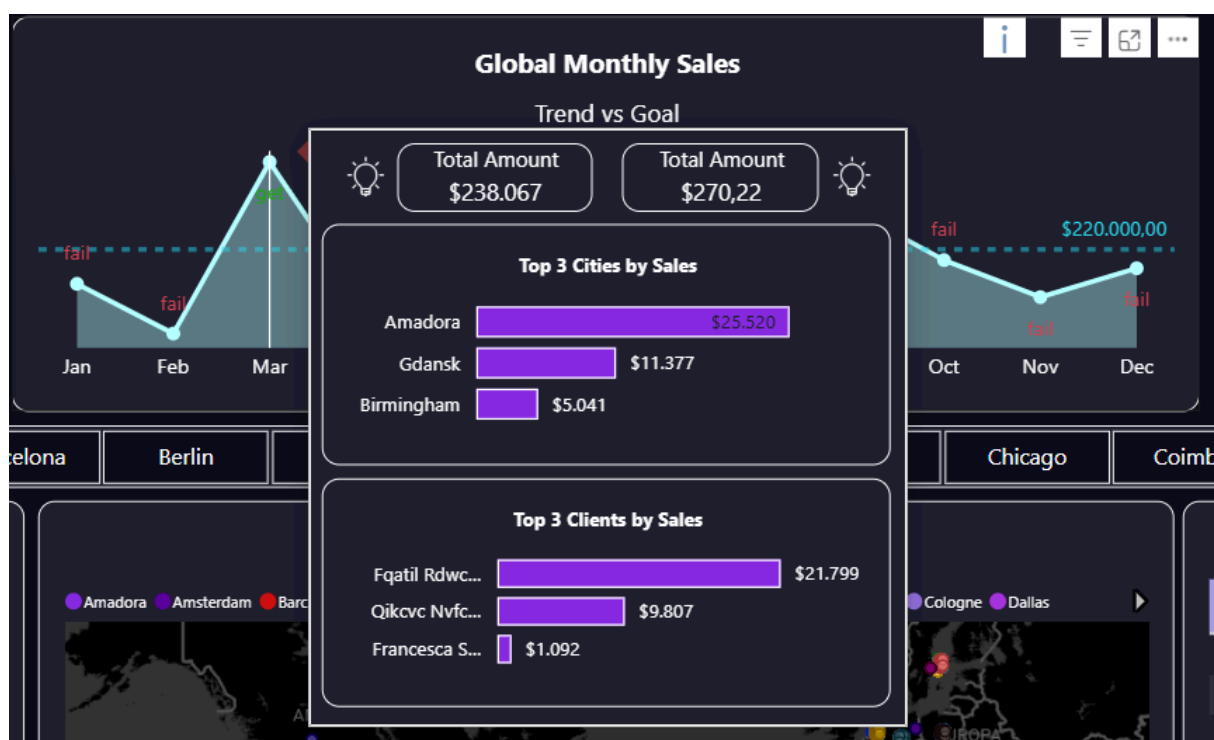 Global Monthly Sales
Trend vs Goal
Total Amount
$238.067
Total Amount
$270,22
fail
fail
get
fail
$220.000,00
fail
fail
Jan Feb Mar Oct Nov Dec
Top 3 Cities by Sales
Amadora $25.520
Gdansk $11.377
Birmingham $5.041
celona Berlin Chicago Coimb
Top 3 Clients by Sales
Fqatil Rdwc... $21.799
Qikcvc Nvfc... $9.807
Francesca S... $1.092
Amadora Amsterdam Barc Cologne Dallas
UROPA